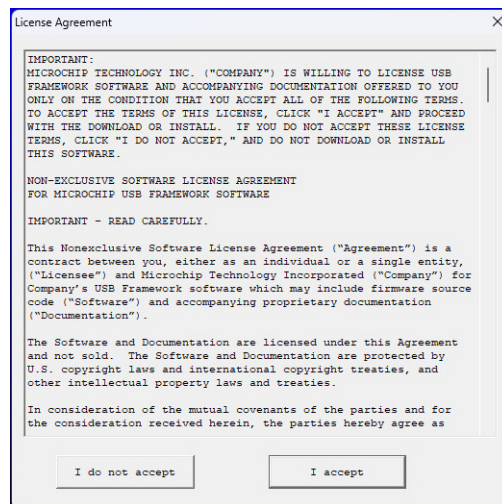 License Agreement
IMPORTANT:
MICROCHIP TECHNOLOGY INC. ("COMPANY") IS WILLING TO LICENSE USB
FRAMEWORK SOFTWARE AND ACCOMPANYING DOCUMENTATION OFFERED TO YOU
ONLY ON THE CONDITION THAT YOU ACCEPT ALL OF THE FOLLOWING TERMS.
TO ACCEPT THE TERMS OF THIS LICENSE, CLICK "I ACCEPT" AND PROCEED
WITH THE DOWNLOAD OR INSTALL.  IF YOU DO NOT ACCEPT THESE LICENSE
TERMS, CLICK "I DO NOT ACCEPT," AND DO NOT DOWNLOAD OR INSTALL
THIS SOFTWARE.
NON-EXCLUSIVE SOFTWARE LICENSE AGREEMENT
FOR MICROCHIP USB FRAMEWORK SOFTWARE
IMPORTANT – READ CAREFULLY.
This Nonexclusive Software License Agreement (“Agreement”) is a
contract between you, either as an individual or a single entity,
(“Licensee”) and Microchip Technology Incorporated (“Company”) for
Company’s USB Framework software which may include firmware source
code (“Software”) and accompanying proprietary documentation
(“Documentation”).
The Software and Documentation are licensed under this Agreement
and not sold.  The Software and Documentation are protected by
U.S. copyright laws and international copyright treaties, and
other intellectual property laws and treaties.
In consideration of the mutual covenants of the parties and for
the consideration received herein, the parties hereby agree as
I do not accept
I accept